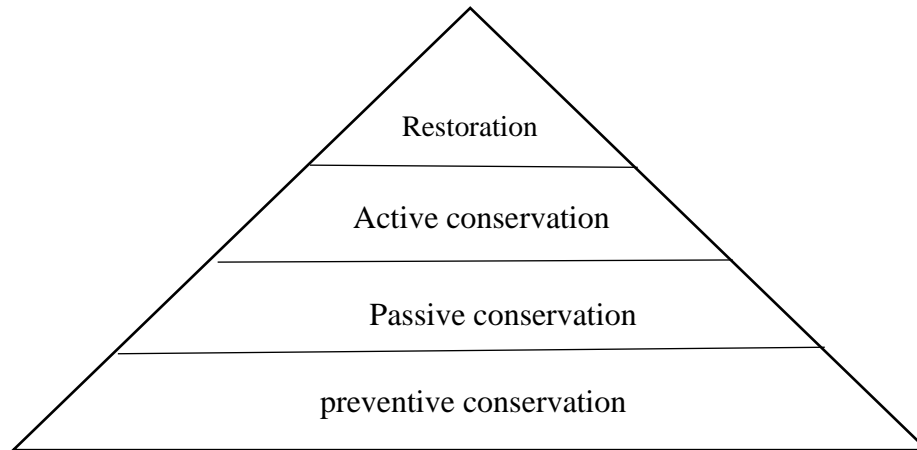 Restoration
Active conservation
Passive conservation
preventive conservation